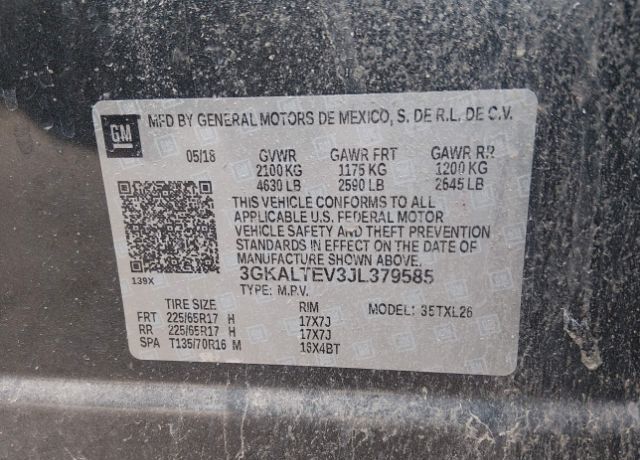 GM
MFD BY GENERAL MOTORS DE MEXICO, S. DE R.L. DE C.V.
05/18 GVWR GAWR FRT GAWR RR
2100 KG 1175 KG 1200 KG
4630 LB 2590 LB 2645 LB
THIS VEHICLE CONFORMS TO ALL
APPLICABLE U.S. FEDERAL MOTOR
VEHICLE SAFETY AND THEFT PREVENTION
STANDARDS IN EFFECT ON THE DATE OF
MANUFACTURE SHOWN ABOVE.
139X
3GKALTEV3JL379585
TYPE: M.P.V. MODEL: 35TXL26
TIRE SIZE RIM
FRT 225/65R17 H 17X7J
RR 225/65R17 H 17X7J
SPA T135/70R16 M 16X4BT